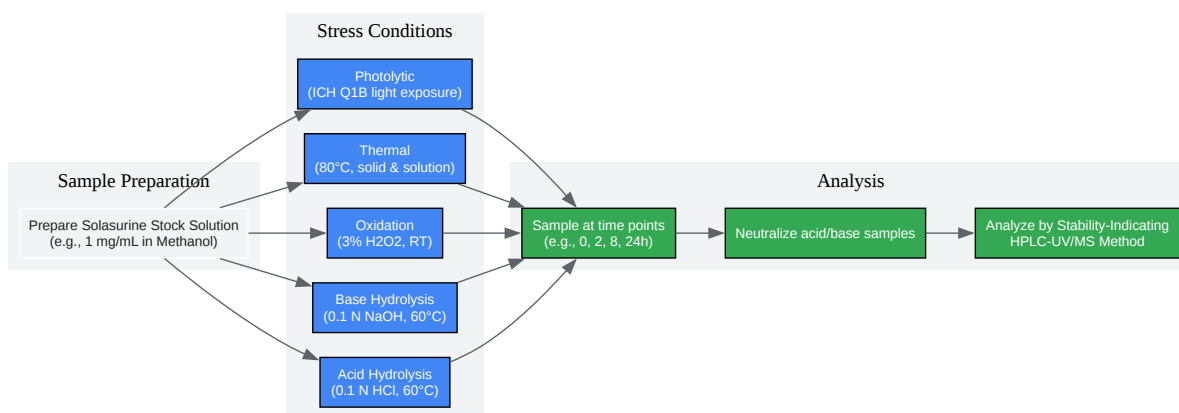 Stress Conditions
Photolytic
(ICH Q1B light exposure)
Thermal
(80°C, solid & solution)
Sample Preparation
Analysis
Prepare Solasurine Stock Solution
(e.g., 1 mg/mL in Methanol)
Oxidation
(3% H2O2, RT)
Sample at time points
(e.g., 0, 2, 8, 24h)
Neutralize acid/base samples
Analyze by Stability-Indicating
HPLC-UV/MS Method
Base Hydrolysis
(0.1 N NaOH, 60°C)
Acid Hydrolysis
(0.1 N HCl, 60°C)